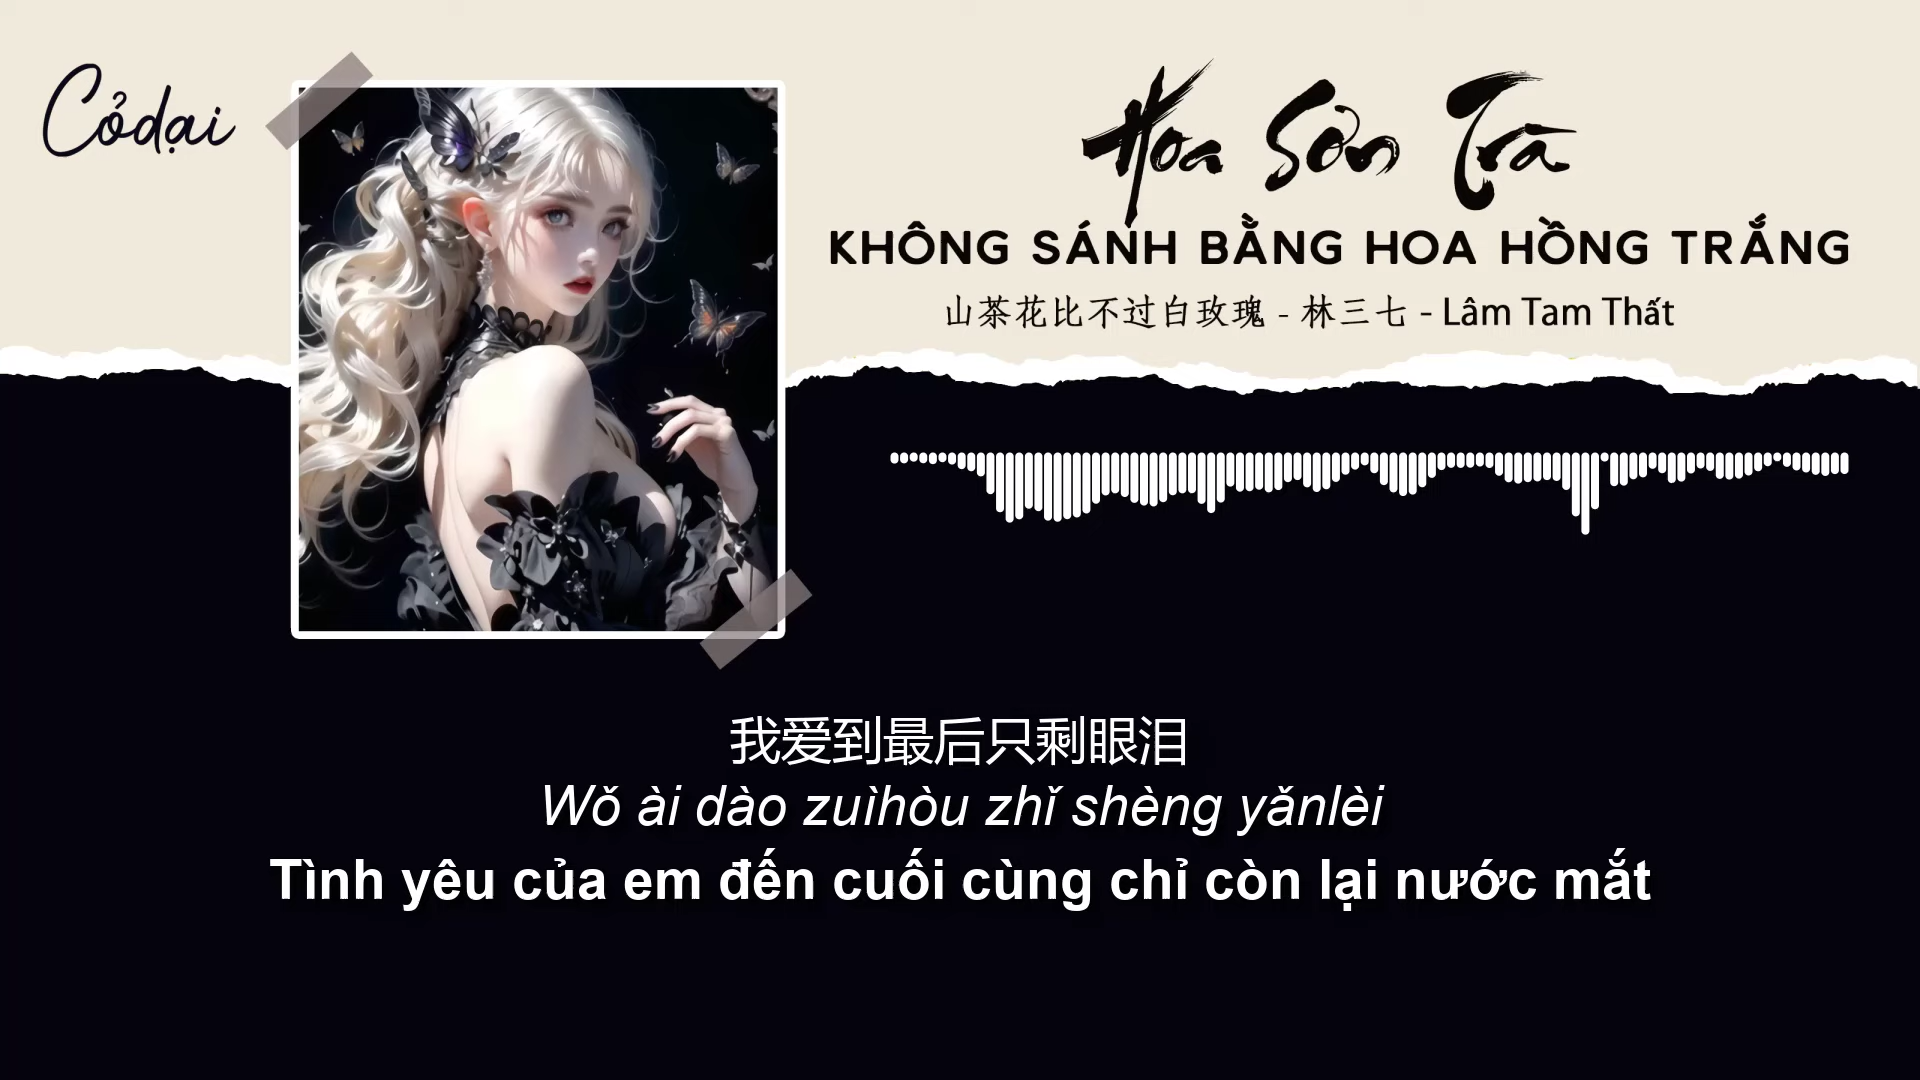 Cỏdại
Hoa Sơn Trà
KHÔNG SÁNH BẰNG HOA HỒNG TRẮNG
山茶花比不过白玫瑰 - 林三七 - Lâm Tam Thất
我爱到最后只剩眼泪
Wǒ ài dào zuìhòu zhǐ shèng yǎnlèi
Tình yêu của em đến cuối cùng chỉ còn lại nước mắt